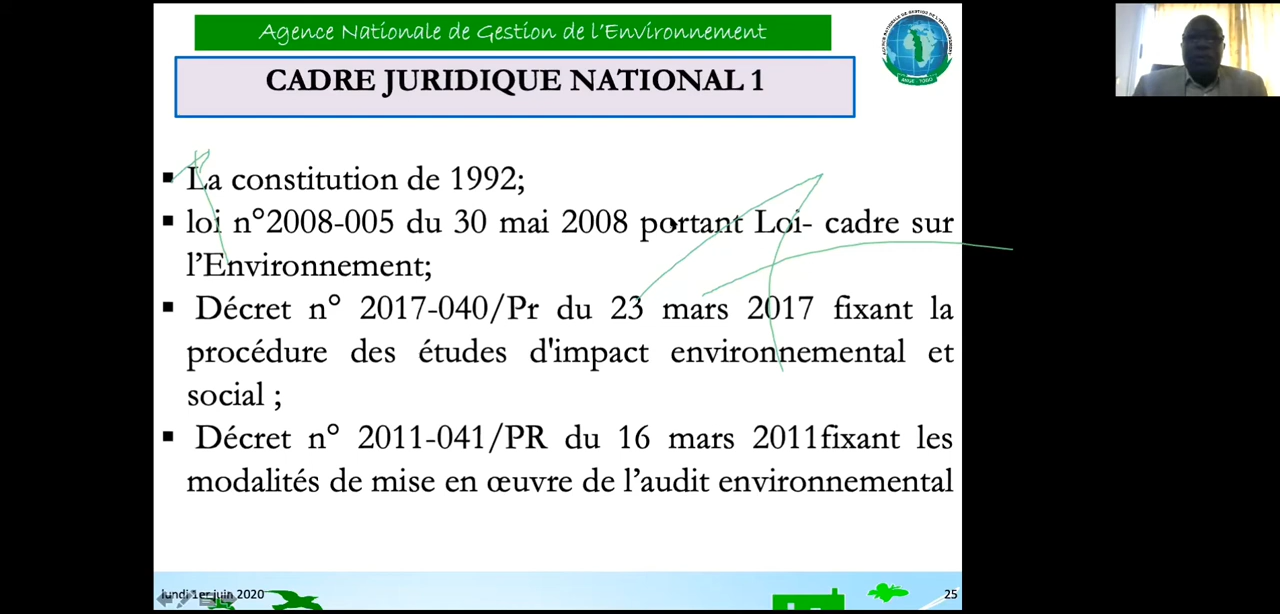 Agence Nationale de Gestion de l'Environnement
CADRE JURIDIQUE NATIONAL 1
▪ La constitution de 1992;
▪ loi n°2008-005 du 30 mai 2008 portant Loi- cadre sur
l'Environnement;
▪ Décret n° 2017-040/Pr du 23 mars 2017 fixant la
procédure des études d'impact environnemental et
social ;
▪ Décret n° 2011-041/PR du 16 mars 2011fixant les
modalités de mise en œuvre de l'audit environnemental
lundi 1er juin 2020
25